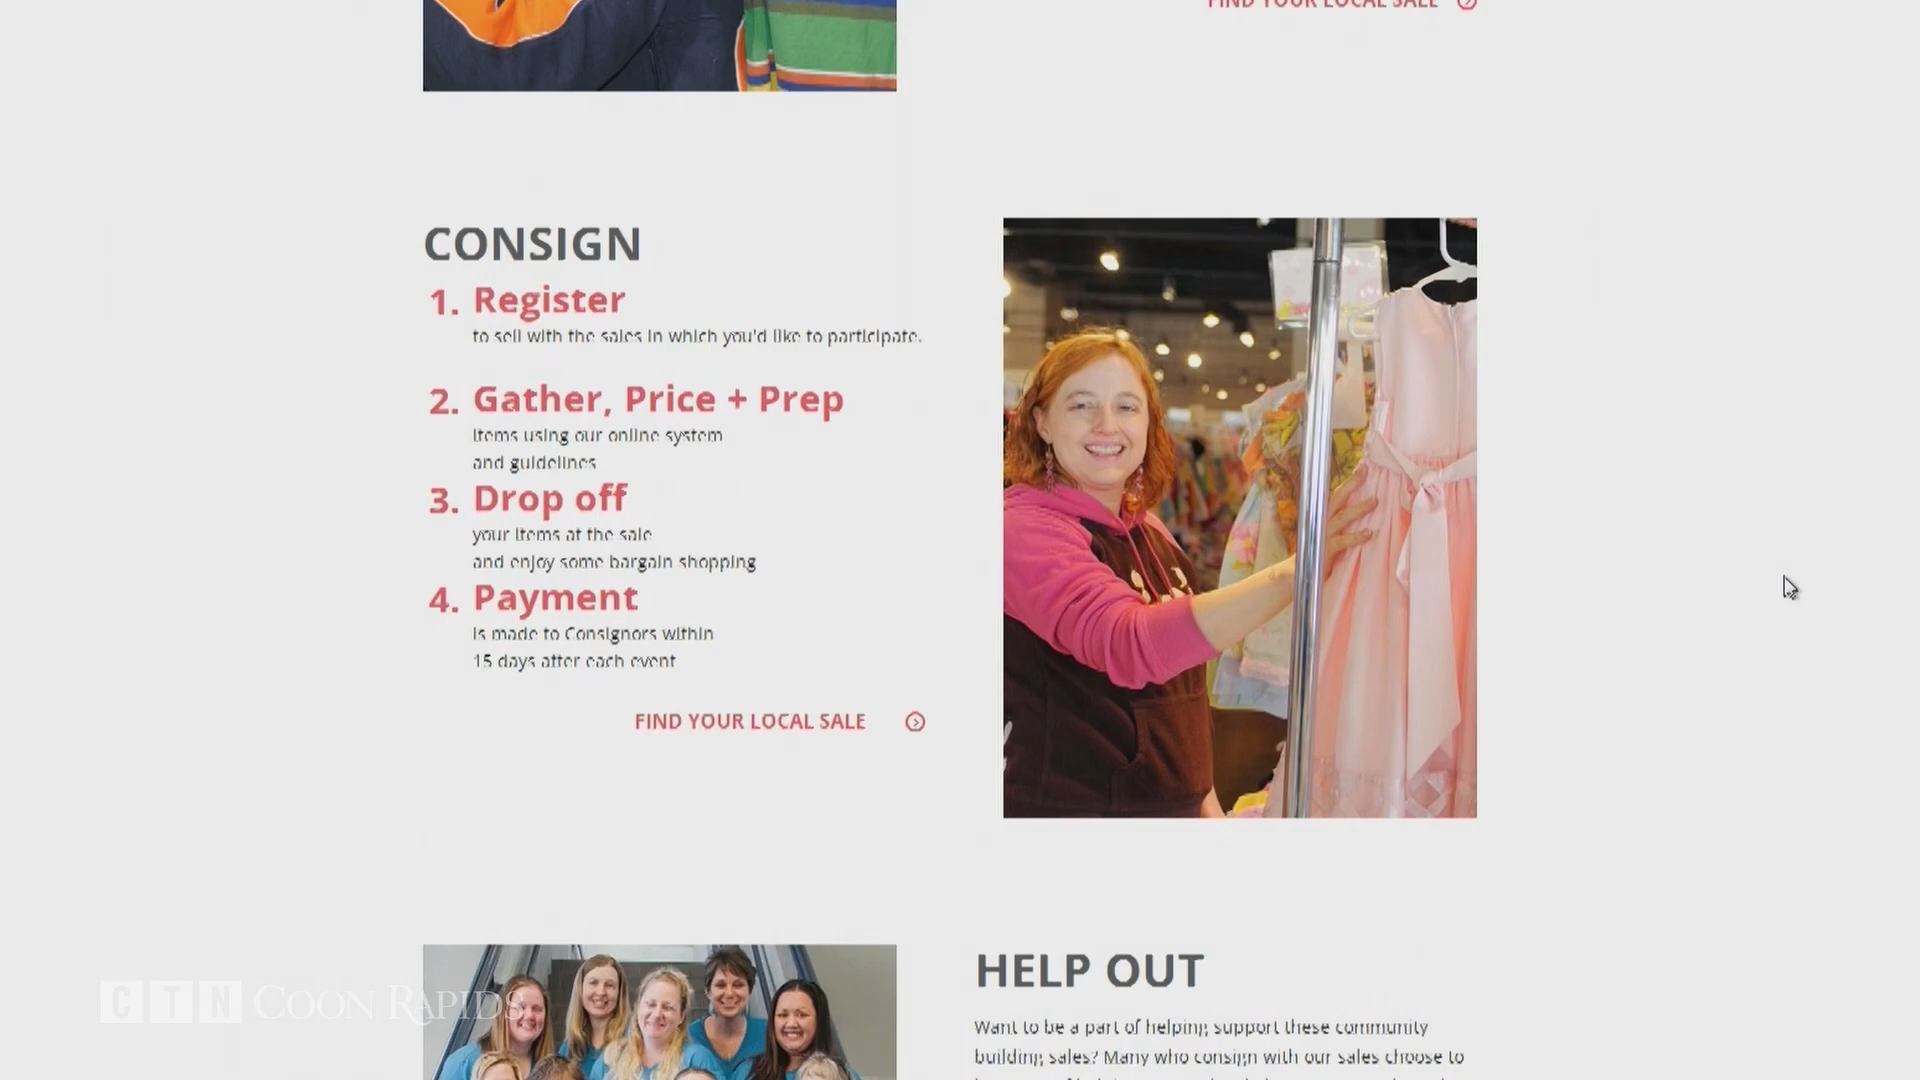 FIND YOUR LOCAL SALE
CONSIGN
1. Register
to sell with the sales in which you'd like to participate.
2. Gather, Price + Prep
items using our online system
and guidelines
3. Drop off
your items at the sale
and enjoy some bargain shopping
4. Payment
is made to Consignors within
15 days after each event
FIND YOUR LOCAL SALE
HELP OUT
Want to be a part of helping support these community
building sales? Many who consign with our sales choose to
CTN COON RAPIDS